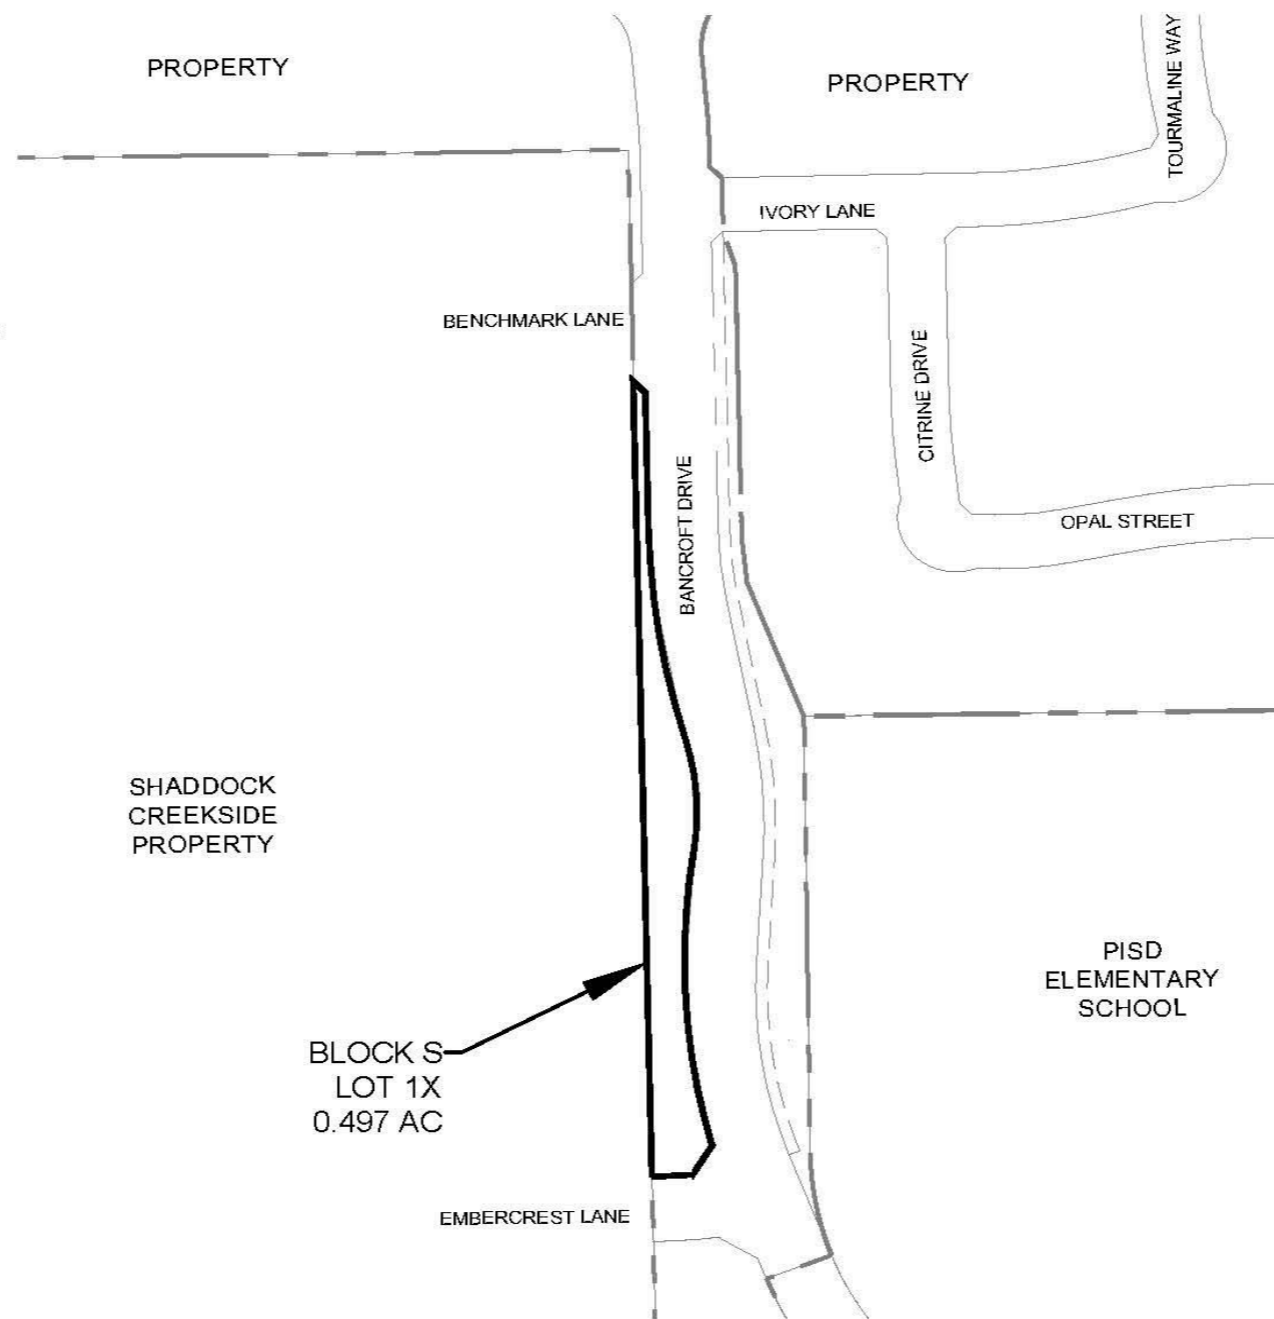 PROPERTY
PROPERTY
TOURMALINE WAY
IVORY LANE
BENCHMARK LANE
CITRINE DRIVE
BANCROFT DRIVE
OPAL STREET
SHADDOCK
CREEKSIDE
PROPERTY
PISD
ELEMENTARY
SCHOOL
BLOCK S
LOT 1X
0.497 AC
EMBERCREST LANE